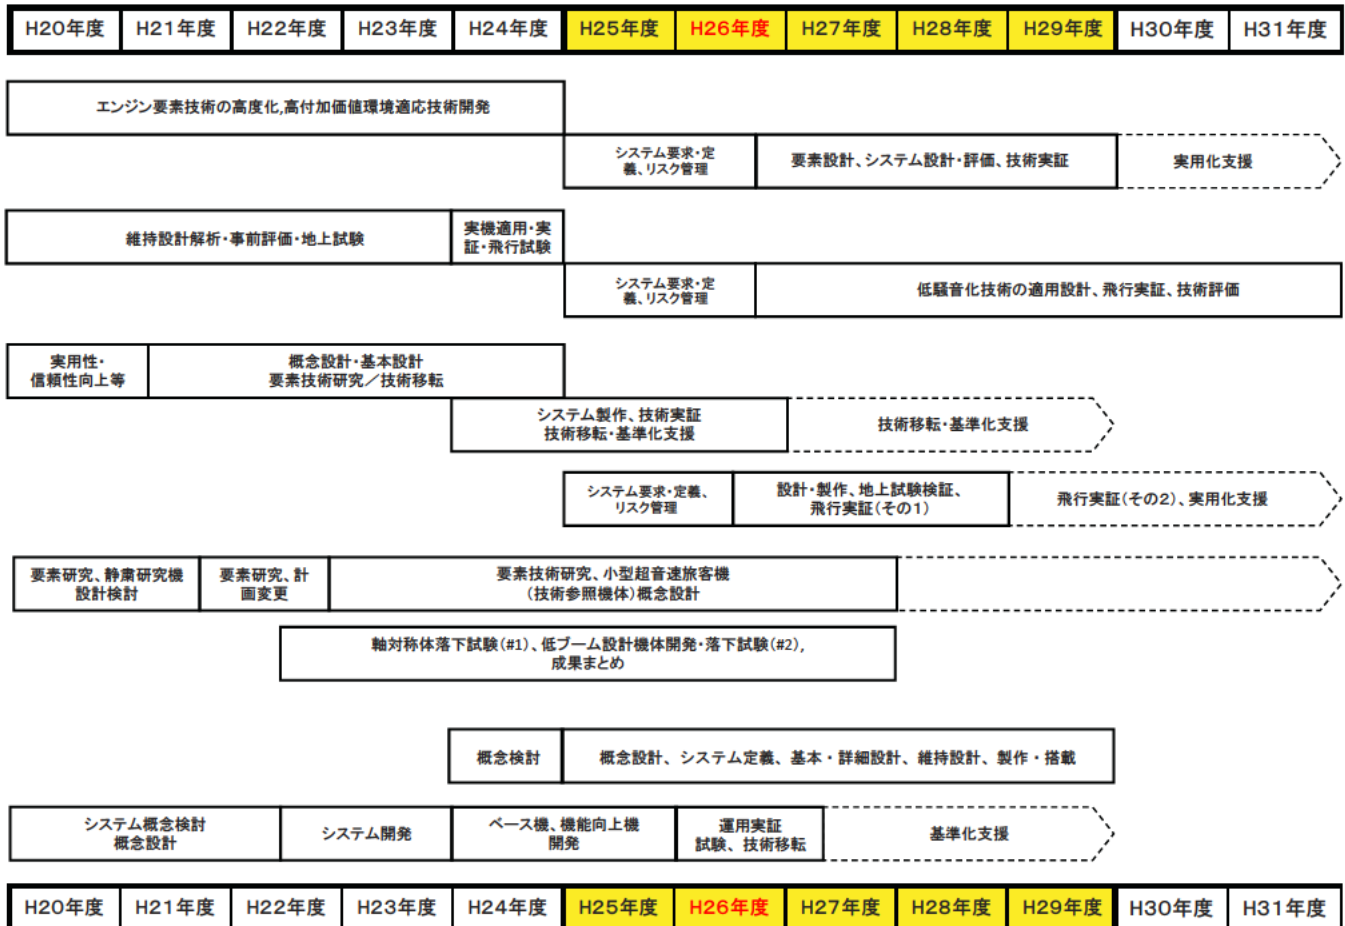 H20年度 H21年度 H22年度 H23年度 H24年度 H25年度 H26年度 H27年度 H28年度 H29年度 H30年度 H31年度
エンジン要素技術の高度化,高付加価値環境適応技術開発
システム要求・定
義、リスク管理
要素設計、システム設計・評価、技術実証
実用化支援
維持設計解析・事前評価・地上試験
実機適用・実
証・飛行試験
システム要求・定
義、リスク管理
低騒音化技術の適用設計、飛行実証、技術評価
実用性・
信頼性向上等
概念設計・基本設計
要素技術研究／技術移転
システム製作、技術実証
技術移転・基準化支援
技術移転・基準化支援
システム要求・定義、
リスク管理
設計・製作、地上試験検証、
飛行実証(その1)
飛行実証(その2)、実用化支援
要素研究、静粛研究機
設計検討
要素研究、計
画変更
要素技術研究、小型超音速旅客機
(技術参照機体)概念設計
軸対称体落下試験(#1)、低ブーム設計機体開発・落下試験(#2),
成果まとめ
概念検討
概念設計、システム定義、基本・詳細設計、維持設計、製作・搭載
システム概念検討
概念設計
システム開発
ベース機、機能向上機
開発
運用実証
試験、技術移転
基準化支援
H20年度 H21年度 H22年度 H23年度 H24年度 H25年度 H26年度 H27年度 H28年度 H29年度 H30年度 H31年度